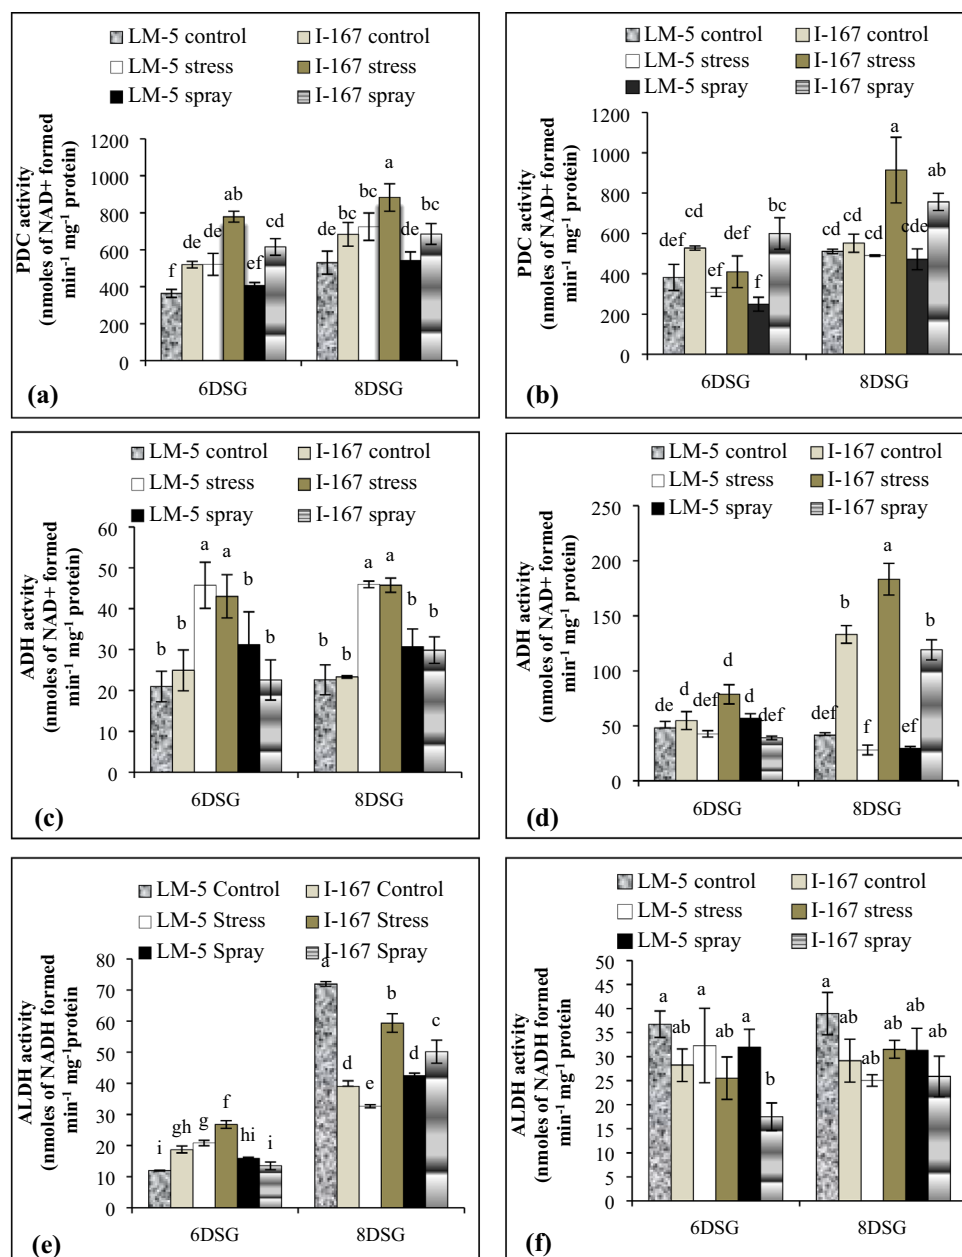 LM-5 control I-167 control
LM-5 stress I-167 stress
LM-5 spray I-167 spray
PDC activity
(nmoles of NAD+ formed
min-1 mg-1 protein)
1200
1000
800
600
400
200
0
f de de ab ef cd
de bc bc a de bc
6DSG 8DSG
(a)
LM-5 control I-167 control
LM-5 stress I-167 stress
LM-5 spray I-167 spray
PDC activity
(nmoles of NAD+ formed
min-1 mg-1 protein)
1200
1000
800
600
400
200
0
def cd ef def f bc
cd cd cd a cde ab
6DSG 8DSG
(b)
LM-5 control I-167 control
LM-5 stress I-167 stress
LM-5 spray I-167 spray
ADH activity
(nmoles of NAD+ formed
min-1 mg-1 protein)
60
50
40
30
20
10
0
b b a a b b
b b a a b b
6DSG 8DSG
(c)
LM-5 control I-167 control
LM-5 stress I-167 stress
LM-5 spray I-167 spray
ADH activity
(nmoles of NAD+ formed
min-1 mg-1 protein)
250
200
150
100
50
0
de d def d d def
def b f a ef b
6DSG 8DSG
(d)
LM-5 Control I-167 Control
LM-5 Stress I-167 Stress
LM-5 Spray I-167 Spray
ALDH activity
(nmoles of NADH formed
min-1 mg-1protein
80
70
60
50
40
30
20
10
0
i gh g f hi i
a d e b d c
6DSG 8DSG
(e)
LM-5 control I-167 control
LM-5 stress I-167 stress
LM-5 spray I-167 spray
ALDH activity
(nmoles of NADH formed
min-1 mg-1 protein
50
45
40
35
30
25
20
15
10
5
0
a ab a ab a b
a ab ab ab ab ab
6DSG 8DSG
(f)